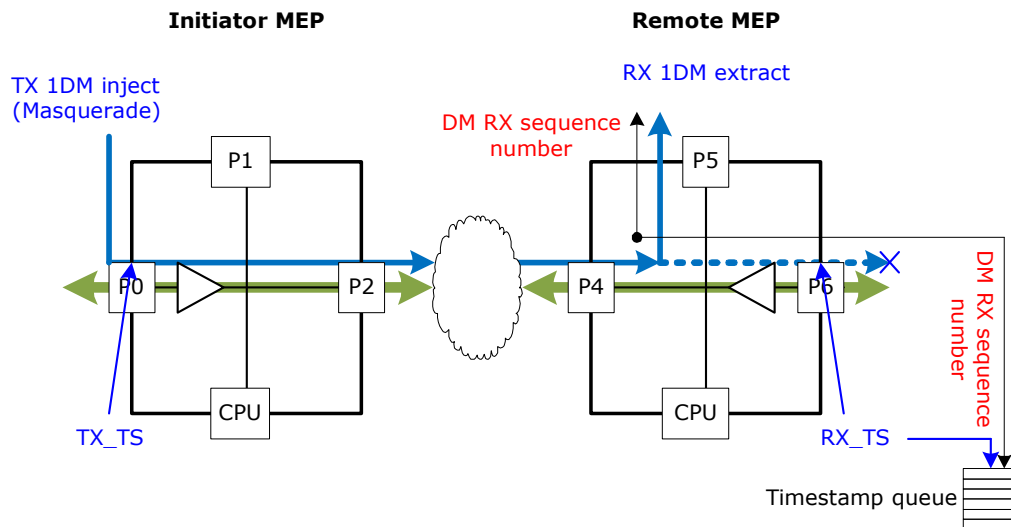 Initiator MEP
Remote MEP
TX 1DM inject
(Masquerade)
RX 1DM extract
DM RX sequence
number
P1
P5
P0
P2
P4
P6
DM RX sequence
number
CPU
CPU
TX_TS
RX_TS
Timestamp queue